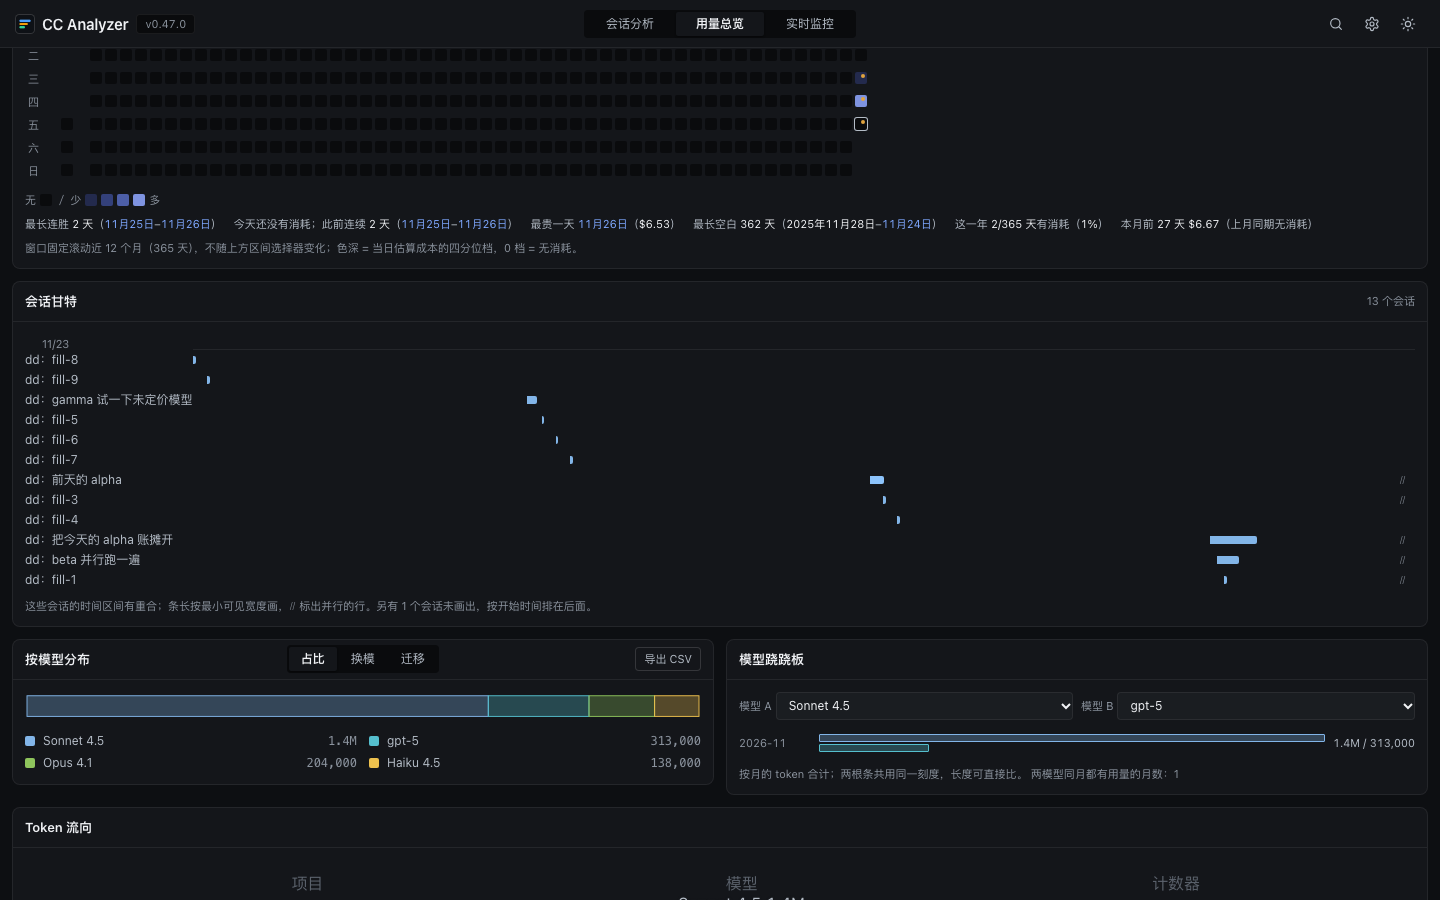 CC Analyzer v0.47.0 会话分析 用量总览 实时监控
二
三
四
五
六
日
无 / 少 多
最长连胜 2 天（11月25日–11月26日） 今天还没有消耗；此前连续 2 天（11月25日–11月26日） 最贵一天 11月26日（$6.53） 最长空白 362 天（2025年11月28日–11月24日） 这一年 2/365 天有消耗（1%） 本月前 27 天 $6.67（上月同期无消耗）
窗口固定滚动近 12 个月（365 天），不随上方区间选择器变化；色深 = 当日估算成本的四分位档，0 档 = 无消耗。
会话甘特 13 个会话
11/23
dd：fill-8
dd：fill-9
dd：gamma 试一下未定价模型
dd：fill-5
dd：fill-6
dd：fill-7
dd：前天的 alpha //
dd：fill-3 //
dd：fill-4
dd：把今天的 alpha 账摊开 //
dd：beta 并行跑一遍 //
dd：fill-1 //
这些会话的时间区间有重合；条长按最小可见宽度画，// 标出并行的行。另有 1 个会话未画出，按开始时间排在后面。
按模型分布 占比 换模 迁移 导出 CSV
Sonnet 4.5 1.4M gpt-5 313,000
Opus 4.1 204,000 Haiku 4.5 138,000
模型跷跷板
模型 A Sonnet 4.5 模型 B gpt-5
2026-11 1.4M / 313,000
按月的 token 合计；两根条共用同一刻度，长度可直接比。 两模型同月都有用量的月数：1
Token 流向
项目 模型 计数器